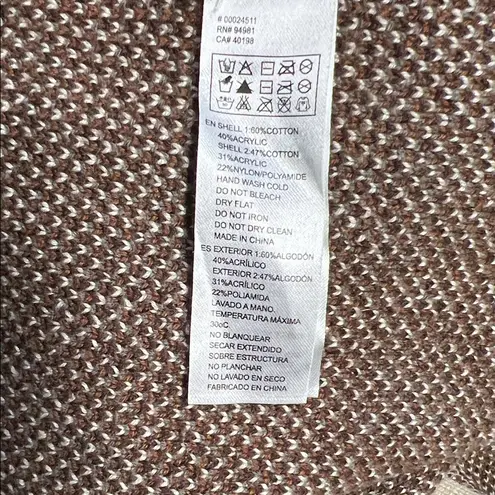 # 00024511
RN# 94981
CA# 40198
EN SHELL 1:60%COTTON
40%ACRYLIC
SHELL 2:47%COTTON
31%ACRYLIC
22%NYLON/POLYAMIDE
HAND WASH COLD
DO NOT BLEACH
DRY FLAT
DO NOT IRON
DO NOT DRY CLEAN
MADE IN CHINA
ES EXTERIOR 1:60%ALGODÓN
40%ACRÍLICO
EXTERIOR 2:47%ALGODÓN
31%ACRÍLICO
22%POLIAMIDA
LAVADO A MANO.
TEMPERATURA MÁXIMA
30oC.
NO BLANQUEAR
SECAR EXTENDIDO
SOBRE ESTRUCTURA
NO PLANCHAR
NO LAVADO EN SECO
FABRICADO EN CHINA